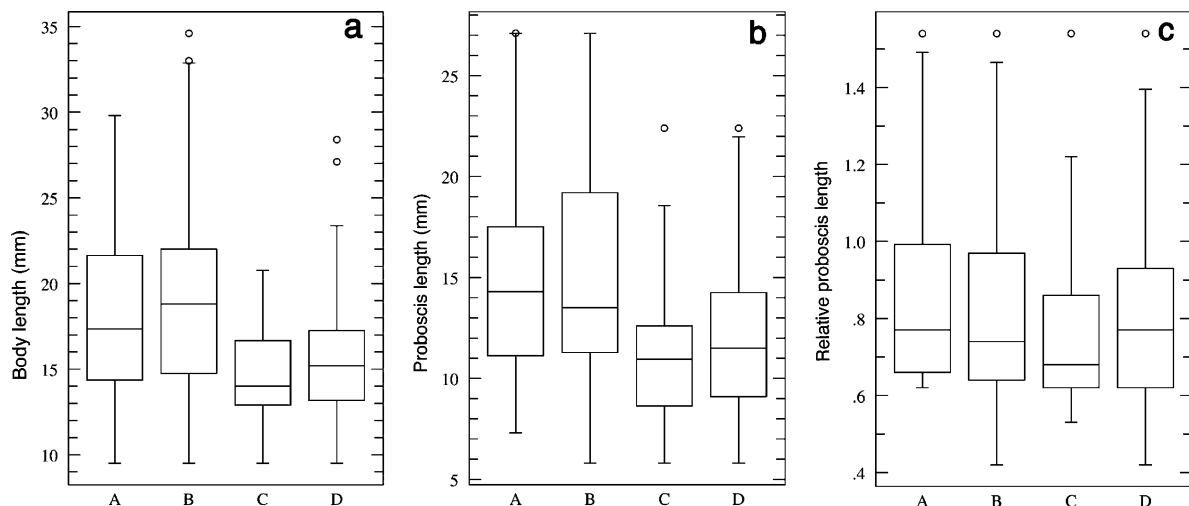 a
Body length (mm)
35
30
25
20
15
10
A B C D
b
Proboscis length (mm)
25
20
15
10
5
A B C D
c
Relative proboscis length
1.4
1.2
1.0
.8
.6
.4
A B C D